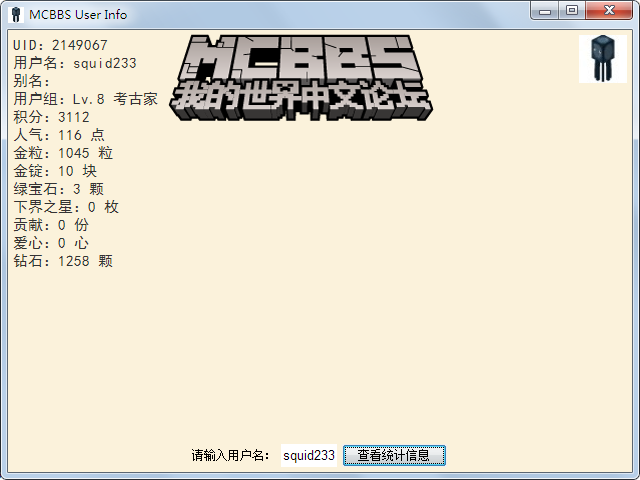 MCBBS User Info
UID：2149067
用户名：squid233
别名：
用户组：Lv.8 考古家
积分：3112
人气：116 点
金粒：1045 粒
金锭：10 块
绿宝石：3 颗
下界之星：0 枚
贡献：0 份
爱心：0 心
钻石：1258 颗
MCBBS
我的世界中文论坛
请输入用户名： squid233 查看统计信息